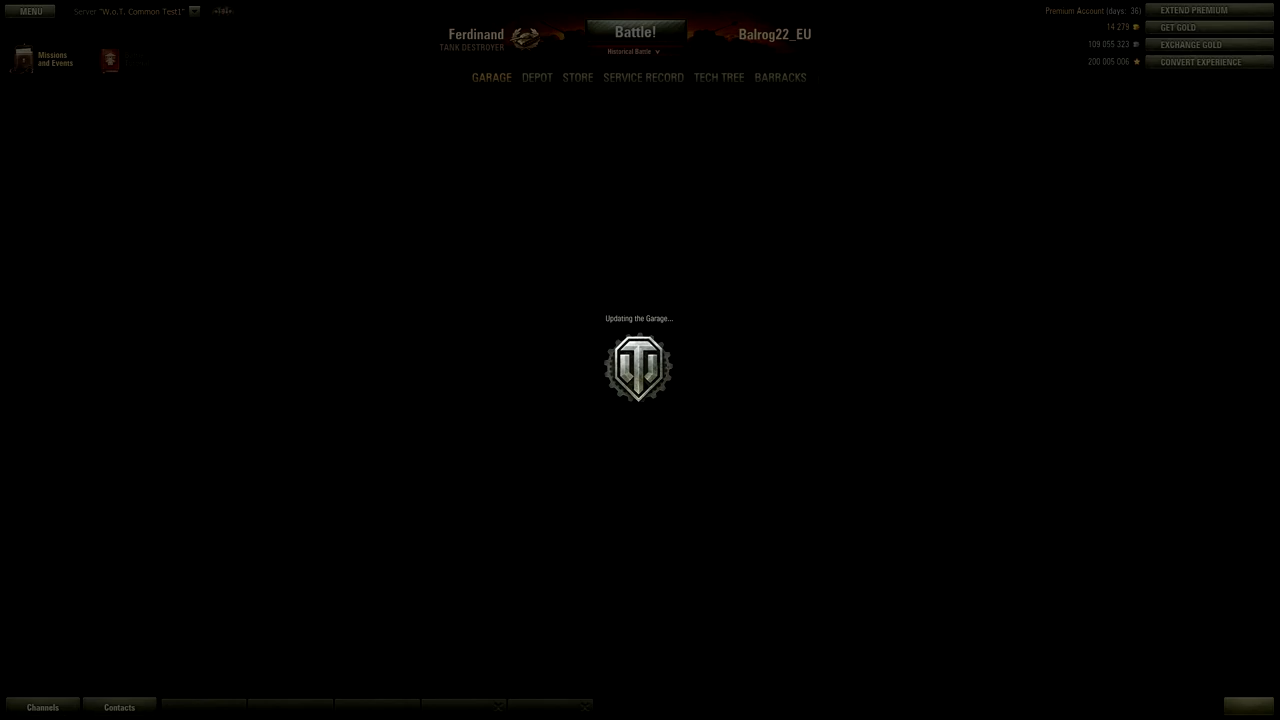 MENU
Server "W.o.T. Common Test1"
Missions
and Events
Ferdinand
TANK DESTROYER
Battle!
Historical Battle
Balrog22_EU
Premium Account (days: 36)
EXTEND PREMIUM
14 279
GET GOLD
109 055 323
EXCHANGE GOLD
200 005 006
CONVERT EXPERIENCE
GARAGE DEPOT STORE SERVICE RECORD TECH TREE BARRACKS
Updating the Garage...
Channels
Contacts